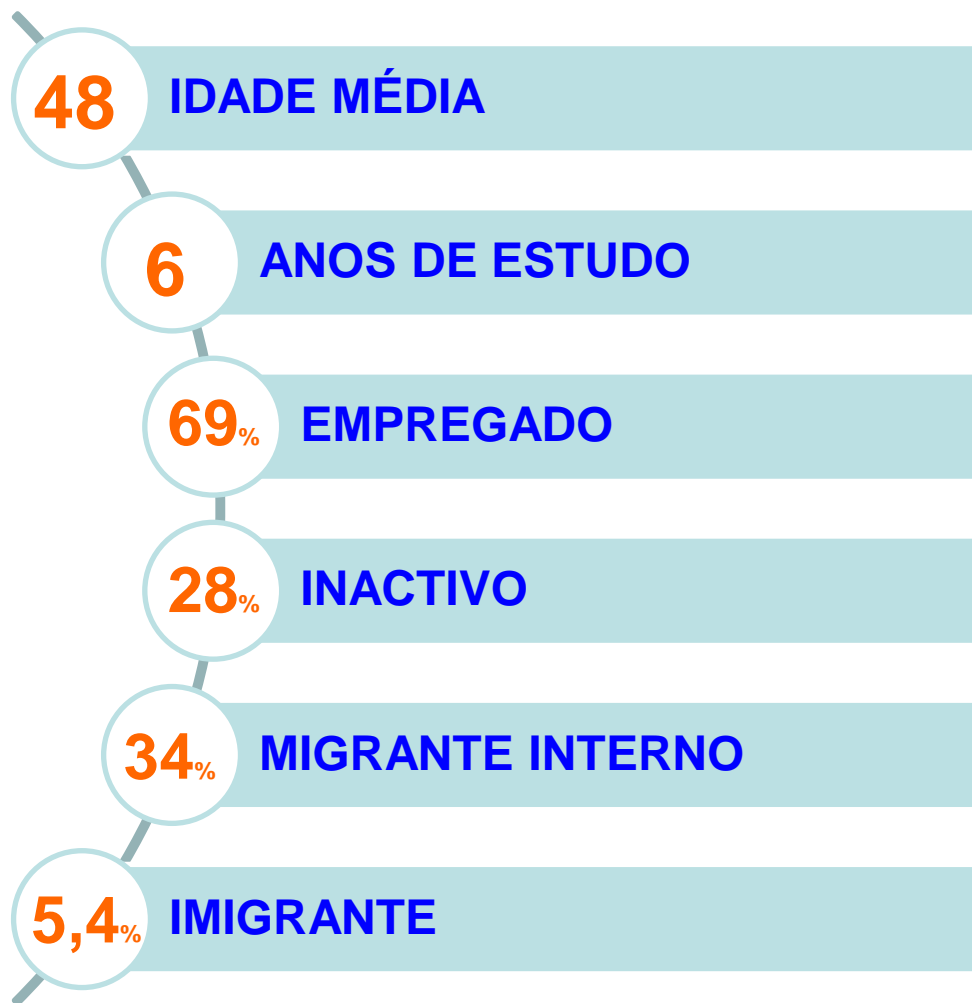 48 IDADE MÉDIA
6 ANOS DE ESTUDO
69% EMPREGADO
28% INACTIVO
34% MIGRANTE INTERNO
5,4% IMIGRANTE